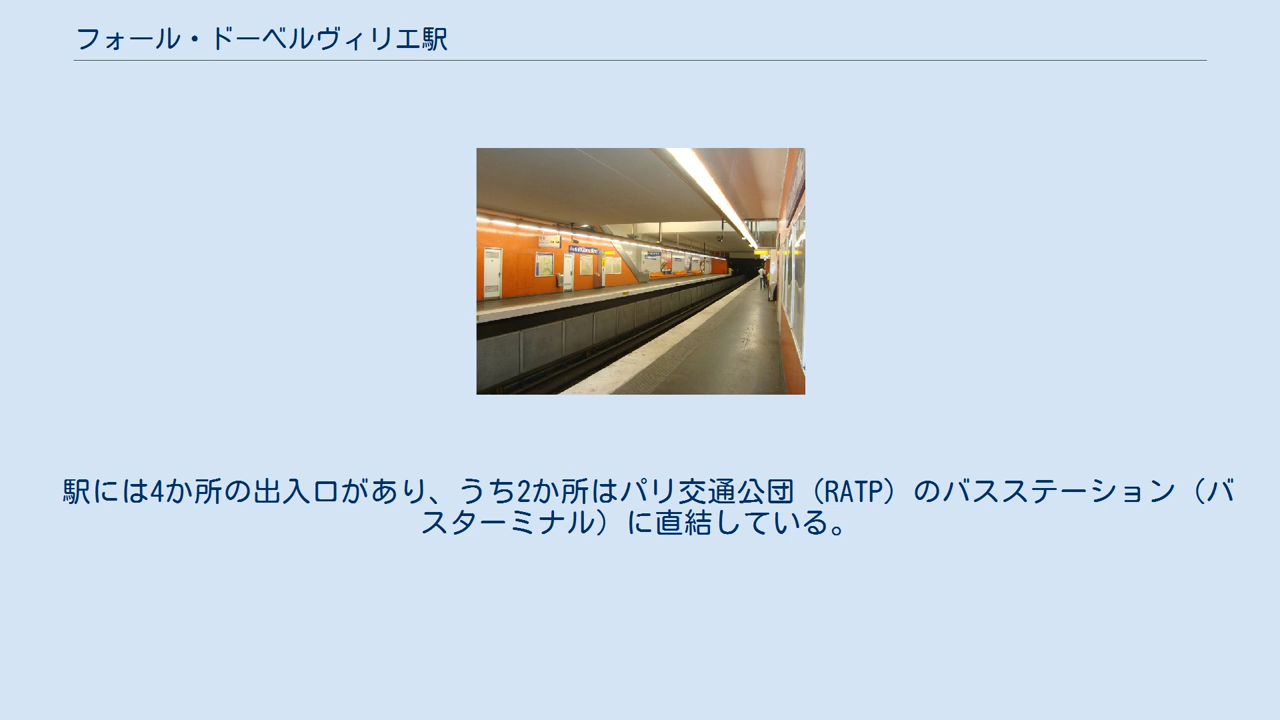 フォール・ドーベルヴィリエ駅
駅には4か所の出入口があり、うち2か所はパリ交通公団（RATP）のバスステーション（バ
スターミナル）に直結している。